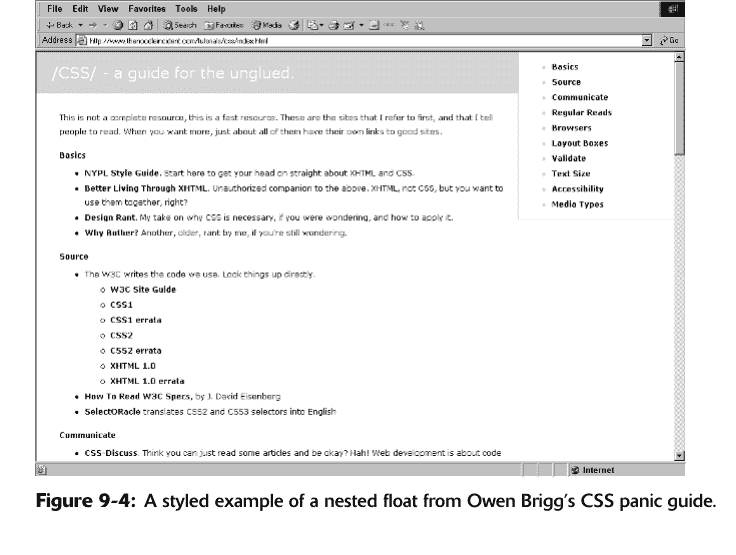 File Edit View Favorites Tools Help
Back Search Favorites Media
Address http://www.thenoodleincident.com/tutorials/css/index.html Go
/CSS/ - a guide for the unglued.
This is not a complete resource, this is a fast resource. These are the sites that I refer to first, and that I tell
people to read. When you want more, just about all of them have their own links to good sites.
Basics
NYPL Style Guide. Start here to get your head on straight about XHTML and CSS.
Better Living Through XHTML. Unauthorized companion to the above. XHTML, not CSS, but you want to
use them together, right?
Design Rant. My take on why CSS is necessary, if you were wondering, and how to apply it.
Why Bother? Another, older, rant by me, if you're still wondering.
Source
The W3C writes the code we use. Look things up directly.
W3C Site Guide
CSS1
CSS1 errata
CSS2
CSS2 errata
XHTML 1.0
XHTML 1.0 errata
How To Read W3C Specs, by J. David Eisenberg
SelectORacle translates CSS2 and CSS3 selectors into English
Communicate
CSS-Discuss. Think you can just read some articles and be okay? Hah! Web development is about code
Basics
Source
Communicate
Regular Reads
Browsers
Layout Boxes
Validate
Text Size
Accessibility
Media Types
Internet
Figure 9-4: A styled example of a nested float from Owen Brigg's CSS panic guide.